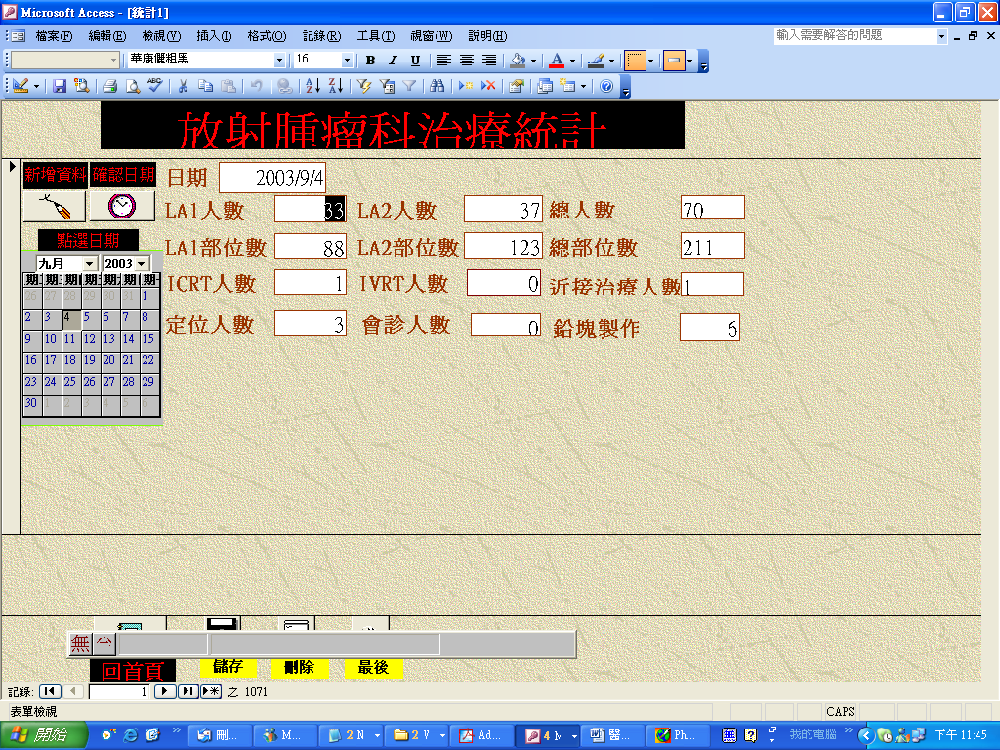 Microsoft Access - [統計1]
檔案(F) 編輯(E) 檢視(V) 插入(I) 格式(O) 記錄(R) 工具(T) 視窗(W) 說明(H) 輸入需要解答的問題
華康儷粗黑 16 B I U A
放射腫瘤科治療統計
新增資料 確認日期 日期 2003/9/4
LA1人數 33 LA2人數 37 總人數 70
點選日期
LA1部位數 88 LA2部位數 123 總部位數 211
九月 2003
ICRT人數 1 IVRT人數 0 近接治療人數 1
定位人數 3 會診人數 0 鉛塊製作 6
期 期 期 期 期 期 期一
26 27 28 29 30 31 1
2 3 4 5 6 7 8
9 10 11 12 13 14 15
16 17 18 19 20 21 22
23 24 25 26 27 28 29
30 1 2 3 4 5 6
無 半
回首頁 儲存 刪除 最後
記錄: 1 之 1071
表單檢視 CAPS
開始 刪... M... 2 N 2 V Ad... 4 M 醫... Ph... 我的電腦 下午 11:45